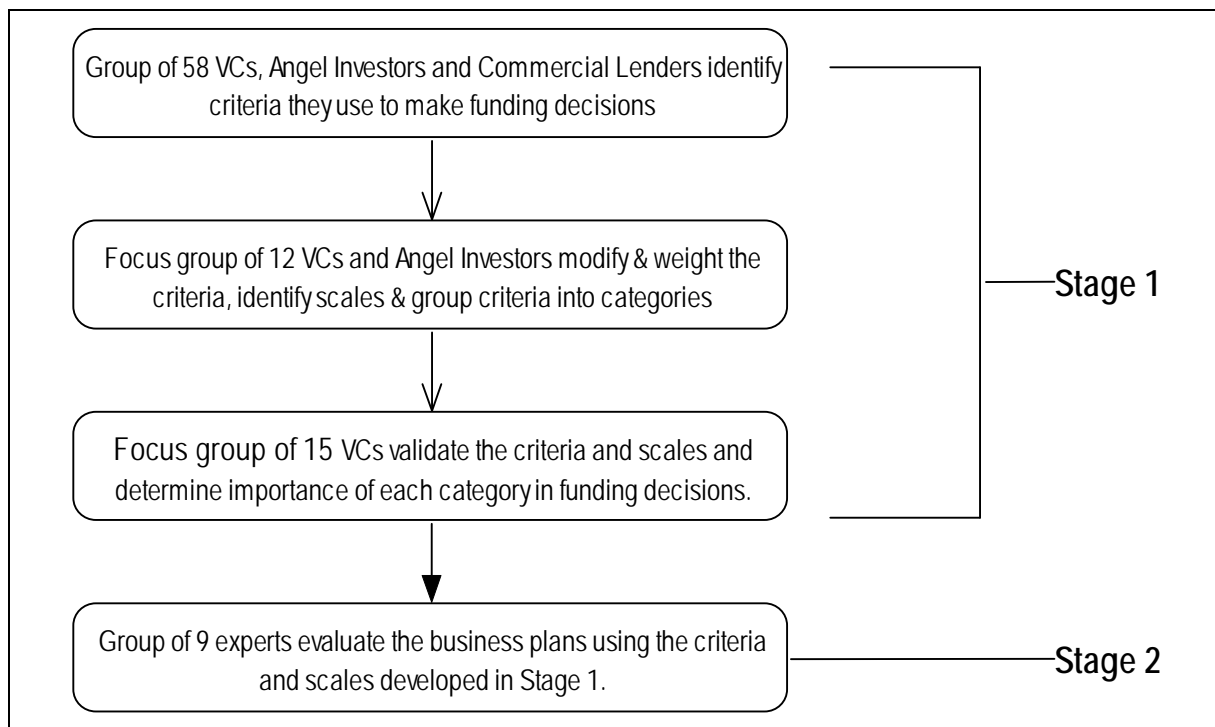 Group of 58 VCs, Angel Investors and Commercial Lenders identify
criteria they use to make funding decisions
Focus group of 12 VCs and Angel Investors modify & weight the
criteria, identify scales & group criteria into categories
Stage 1
Focus group of 15 VCs validate the criteria and scales and
determine importance of each category in funding decisions.
Group of 9 experts evaluate the business plans using the criteria
and scales developed in Stage 1.
Stage 2